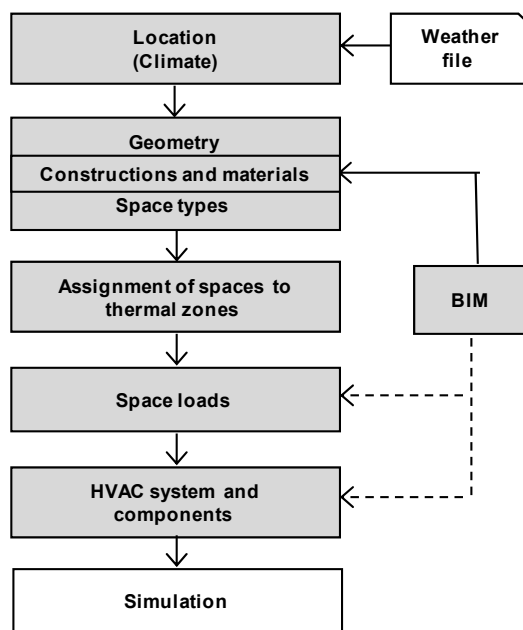 Location
(Climate)
Weather
file
Geometry
Constructions and materials
Space types
Assignment of spaces to
thermal zones
BIM
Space loads
HVAC system and
components
Simulation